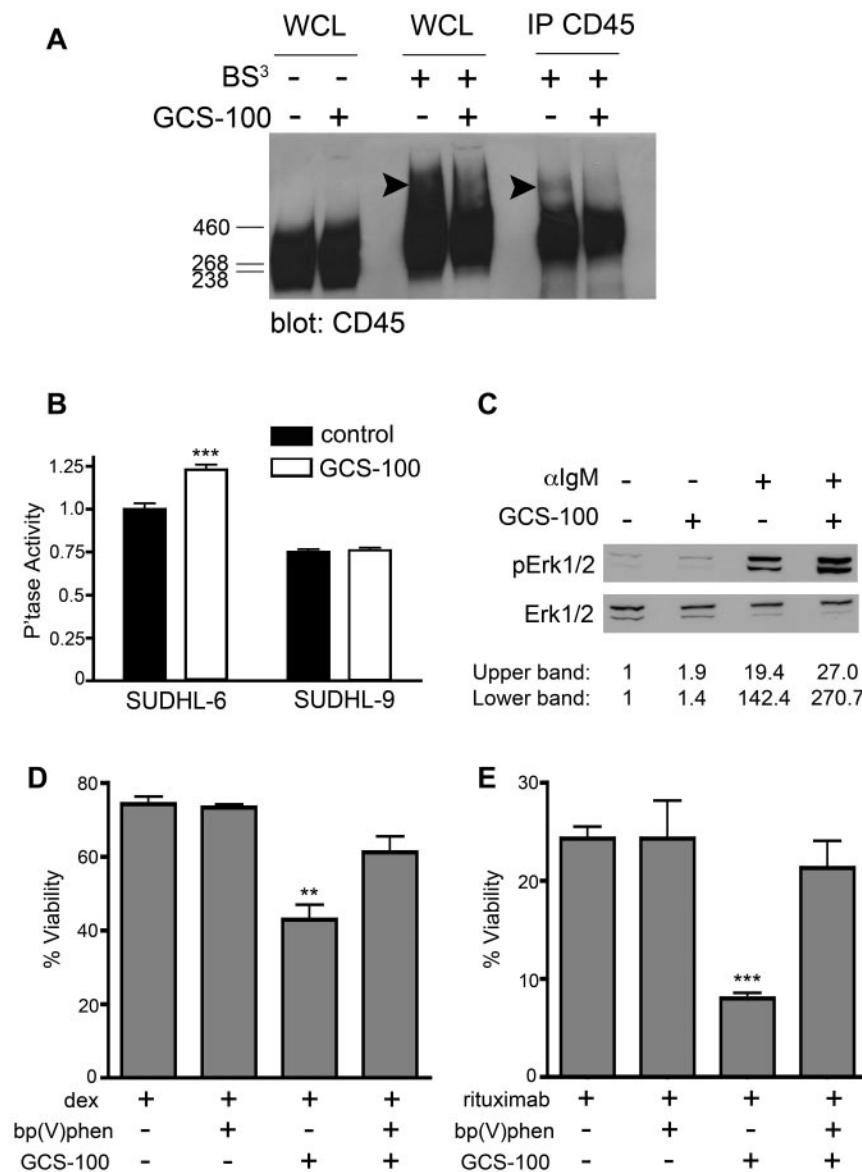 A
WCL WCL IP CD45
BS³ - - + + + +
GCS-100 - + - + - +
460
268
238
blot: CD45
B
control
GCS-100
***
1.25
1.0
0.75
0.5
0.25
0
P'tase Activity
SUDHL-6 SUDHL-9
C
αIgM - - + +
GCS-100 - + - +
pErk1/2
Erk1/2
Upper band: 1 1.9 19.4 27.0
Lower band: 1 1.4 142.4 270.7
D
80
60
40
20
0
% Viability
**
dex + + + +
bp(V)phen - + - +
GCS-100 - - + +
E
30
20
10
0
% Viability
***
rituximab + + + +
bp(V)phen - + - +
GCS-100 - - + +